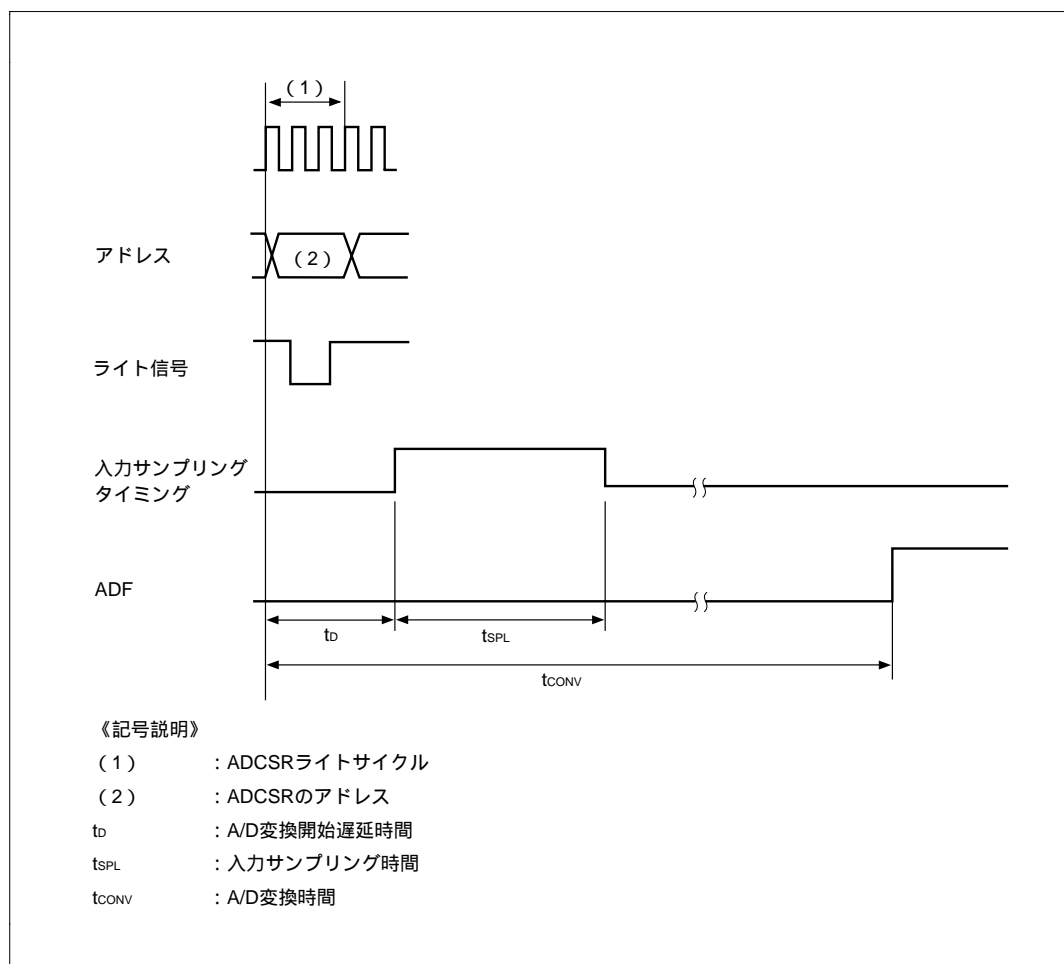 （1）
アドレス
（2）
ライト信号
入力サンプリング
タイミング
ADF
tD
tSPL
tCONV
《記号説明》
（1） ：ADCSRライトサイクル
（2） ：ADCSRのアドレス
tD ：A/D変換開始遅延時間
tSPL ：入力サンプリング時間
tCONV ：A/D変換時間